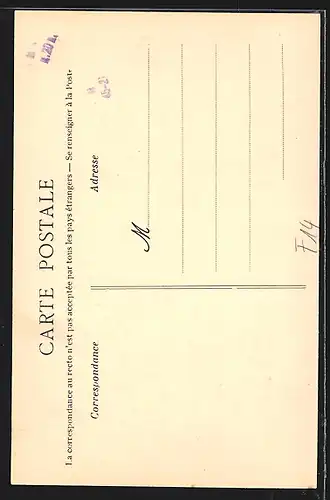 CARTE POSTALE
La correspondance au recto n'est pas acceptée par tous les pays étrangers — Se renseigner à la Poste
Correspondance
Adresse
M
F14